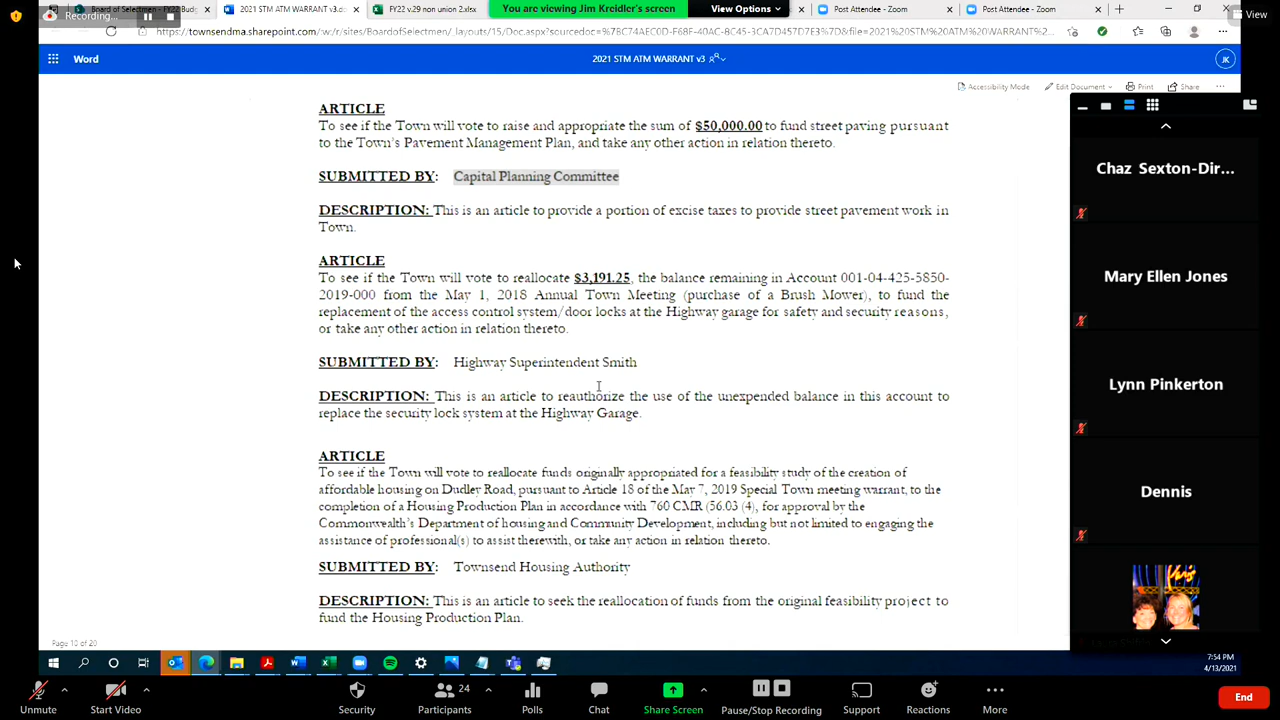 Recording...
Board of Selectmen / FY22 Budg
2021 STM ATM WARRANT v3.d
FY22 v.29 non union 2.xlsx
You are viewing Jim Kreidler's screen
View Options
Post Attendee - Zoom
Post Attendee - Zoom
View
Word
2021 STM ATM WARRANT v3
JK
Accessibility Mode
Edit Document
Print
Share
ARTICLE
To see if the Town will vote to raise and appropriate the sum of $50,000.00 to fund street paving pursuant
to the Town's Pavement Management Plan, and take any other action in relation thereto.
SUBMITTED BY: Capital Planning Committee
DESCRIPTION: This is an article to provide a portion of excise taxes to provide street pavement work in
Town.
ARTICLE
To see if the Town will vote to reallocate $3,191.25, the balance remaining in Account 001-04-425-5850-
2019-000 from the May 1, 2018 Annual Town Meeting (purchase of a Brush Mower), to fund the
replacement of the access control system/door locks at the Highway garage for safety and security reasons,
or take any other action in relation thereto.
SUBMITTED BY: Highway Superintendent Smith
DESCRIPTION: This is an article to reauthorize the use of the unexpended balance in this account to
replace the security lock system at the Highway Garage.
ARTICLE
To see if the Town will vote to reallocate funds originally appropriated for a feasibility study of the creation of
affordable housing on Dudley Road, pursuant to Article 18 of the May 7, 2019 Special Town meeting warrant, to the
completion of a Housing Production Plan in accordance with 760 CMR (56.03 (4), for approval by the
Commonwealth's Department of housing and Community Development, including but not limited to engaging the
assistance of professional(s) to assist therewith, or take any action in relation thereto.
SUBMITTED BY: Townsend Housing Authority
DESCRIPTION: This is an article to seek the reallocation of funds from the original feasibility project to
fund the Housing Production Plan.
Page 10 of 20
Chaz Sexton-Dir...
Mary Ellen Jones
Lynn Pinkerton
Dennis
7:54 PM
4/13/2021
Unmute
Start Video
Security
24
Participants
Polls
Chat
Share Screen
Pause/Stop Recording
Support
Reactions
More
End